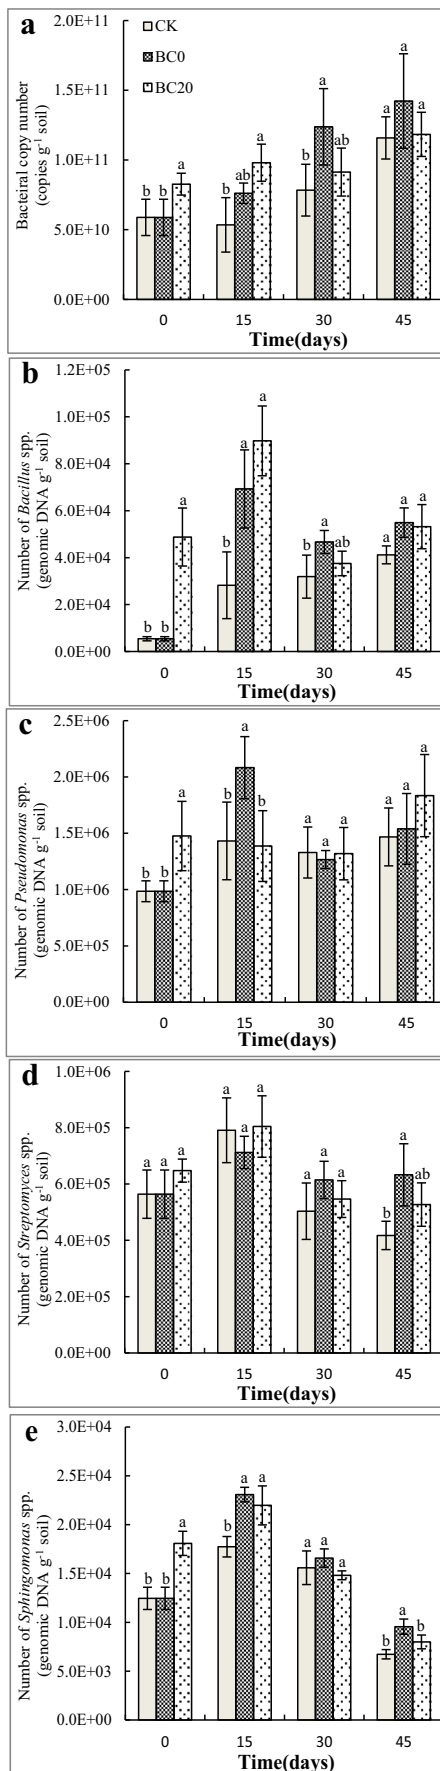 a
CK
BC0
BC20
Bacteiral copy number
(copies g-1 soil)
2.0E+11
1.5E+11
1.0E+11
5.0E+10
0.0E+00
b b a
b ab a
b a ab
a a a
0 15 30 45
Time(days)
b
Number of Bacillus spp.
(genomic DNA g-1 soil)
1.2E+05
1.0E+05
8.0E+04
6.0E+04
4.0E+04
2.0E+04
0.0E+00
b b a
b a a
b a ab
a a a
0 15 30 45
Time(days)
c
Number of Pseudomonas spp.
(genomic DNA g-1 soil)
2.5E+06
2.0E+06
1.5E+06
1.0E+06
5.0E+05
0.0E+00
b b a
b a b
a a a
a a a
0 15 30 45
Time(days)
d
Number of Streptomyces spp.
(genomic DNA g-1 soil)
1.0E+06
8.0E+05
6.0E+05
4.0E+05
2.0E+05
0.0E+00
a a a
a a a
a a a
b a ab
0 15 30 45
Time(days)
e
Number of Sphingomonas spp.
(genomic DNA g-1 soil)
3.0E+04
2.5E+04
2.0E+04
1.5E+04
1.0E+04
5.0E+03
0.0E+00
b b a
b a a
a a a
b a b
0 15 30 45
Time(days)